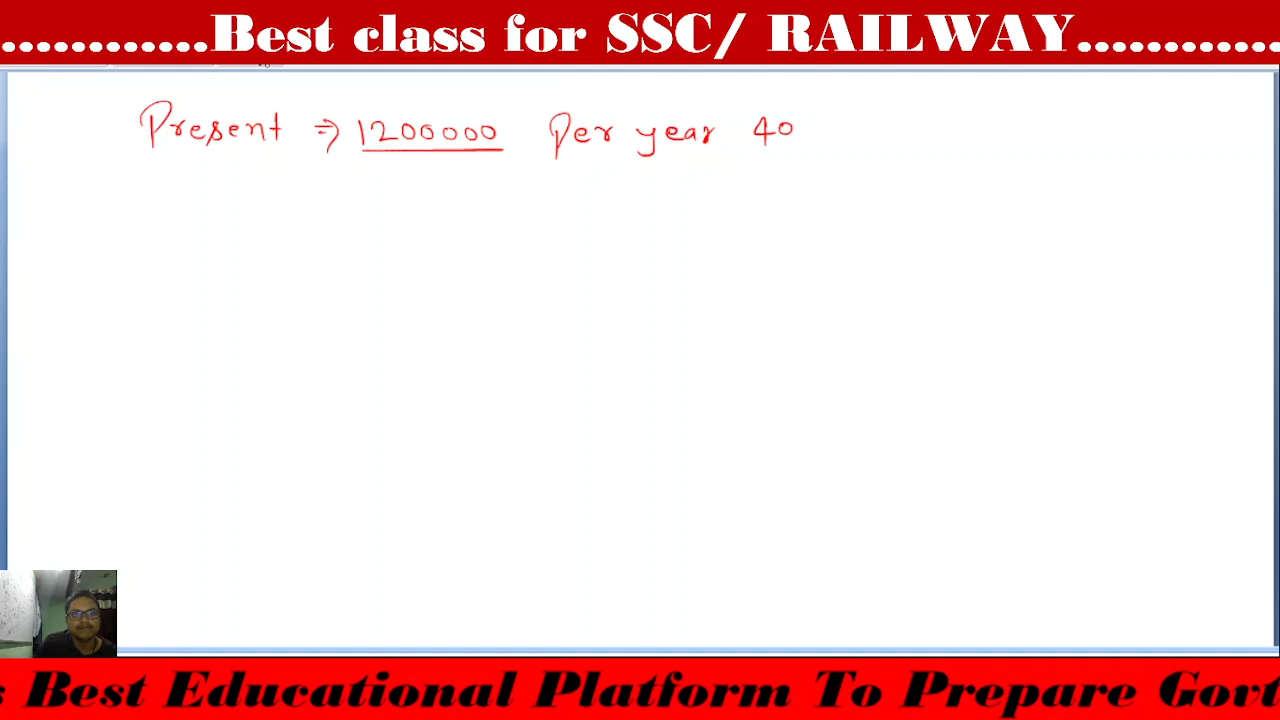 ............Best class for SSC/ RAILWAY............
Present ⇒ 1200000 Per year 40
Best Educational Platform To Prepare Govt